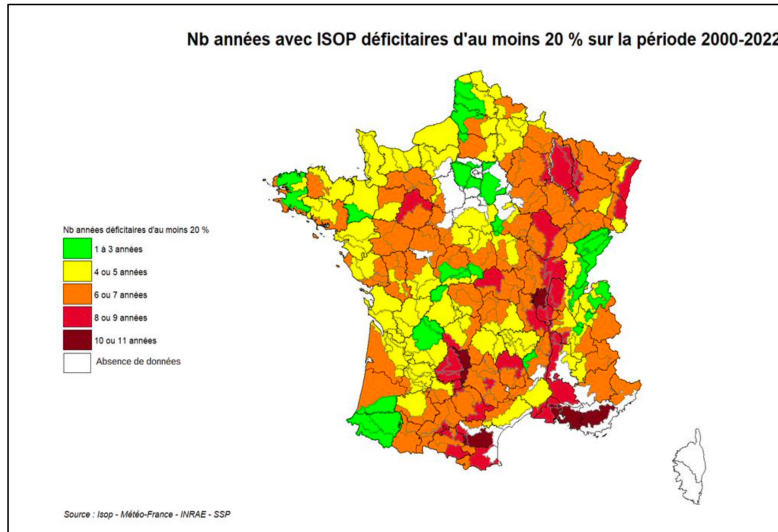 Nb années avec ISOP déficitaires d'au moins 20 % sur la période 2000-2022
Nb années déficitaires d'au moins 20 %
1 à 3 années
4 ou 5 années
6 ou 7 années
8 ou 9 années
10 ou 11 années
Absence de données
Source : Isop - Météo-France - INRAE - SSP